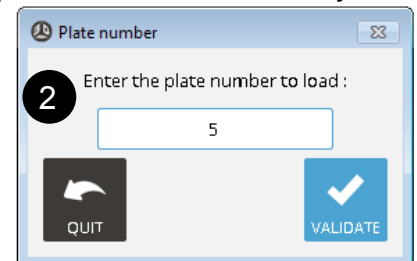 Plate number
Enter the plate number to load :
2
5
QUIT
VALIDATE